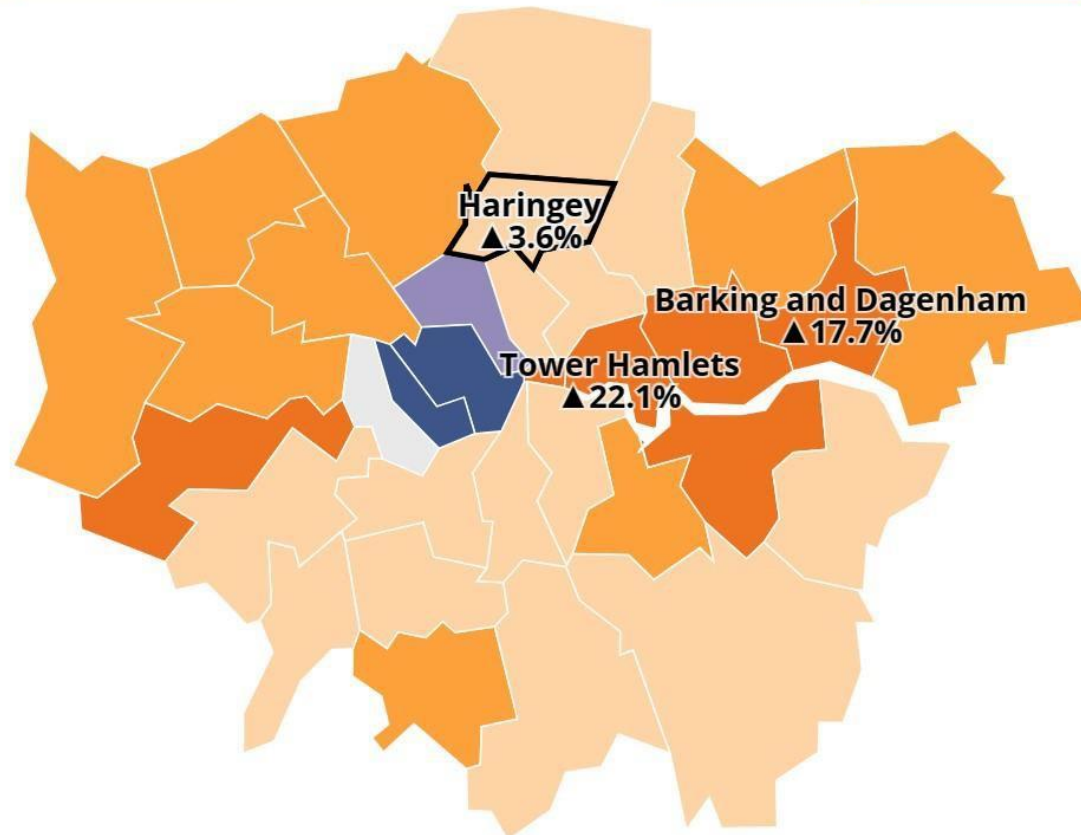 Haringey
▲3.6%
Barking and Dagenham
▲17.7%
Tower Hamlets
▲22.1%